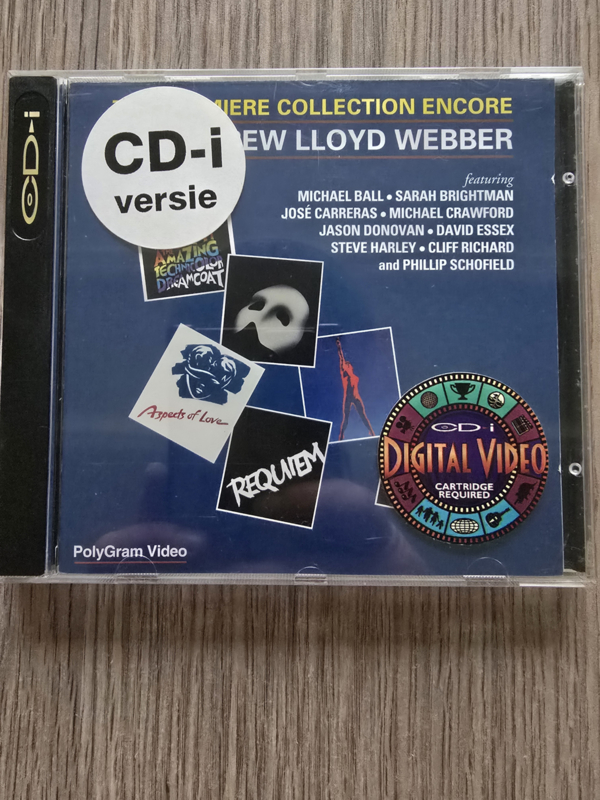 MIERE COLLECTION ENCORE
EW LLOYD WEBBER
CD-i
versie
CD-i
featuring
MICHAEL BALL • SARAH BRIGHTMAN
JOSÉ CARRERAS • MICHAEL CRAWFORD
JASON DONOVAN • DAVID ESSEX
STEVE HARLEY • CLIFF RICHARD
and PHILLIP SCHOFIELD
AMAZING
TECHNICOLOR
DREAMCOAT
Aspects of Love
REQUIEM
CD-i
DIGITAL VIDEO
CARTRIDGE
REQUIRED
PolyGram Video